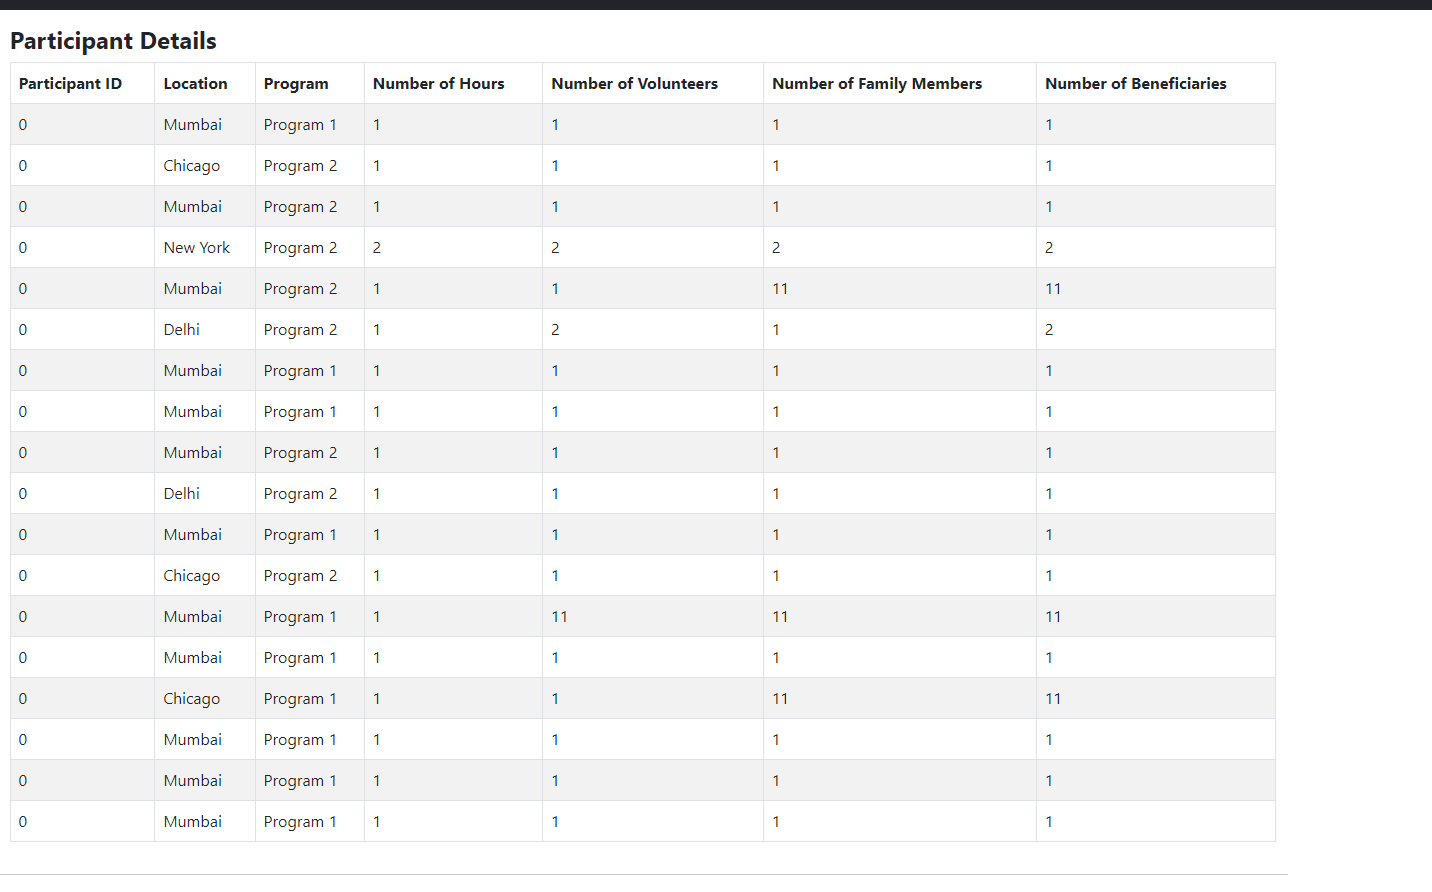 Participant Details
Participant ID Location Program Number of Hours Number of Volunteers Number of Family Members Number of Beneficiaries
0 Mumbai Program 1 1 1 1 1
0 Chicago Program 2 1 1 1 1
0 Mumbai Program 2 1 1 1 1
0 New York Program 2 2 2 2 2
0 Mumbai Program 2 1 1 11 11
0 Delhi Program 2 1 2 1 2
0 Mumbai Program 1 1 1 1 1
0 Mumbai Program 1 1 1 1 1
0 Mumbai Program 2 1 1 1 1
0 Delhi Program 2 1 1 1 1
0 Mumbai Program 1 1 1 1 1
0 Chicago Program 2 1 1 1 1
0 Mumbai Program 1 1 11 11 11
0 Mumbai Program 1 1 1 1 1
0 Chicago Program 1 1 1 11 11
0 Mumbai Program 1 1 1 1 1
0 Mumbai Program 1 1 1 1 1
0 Mumbai Program 1 1 1 1 1